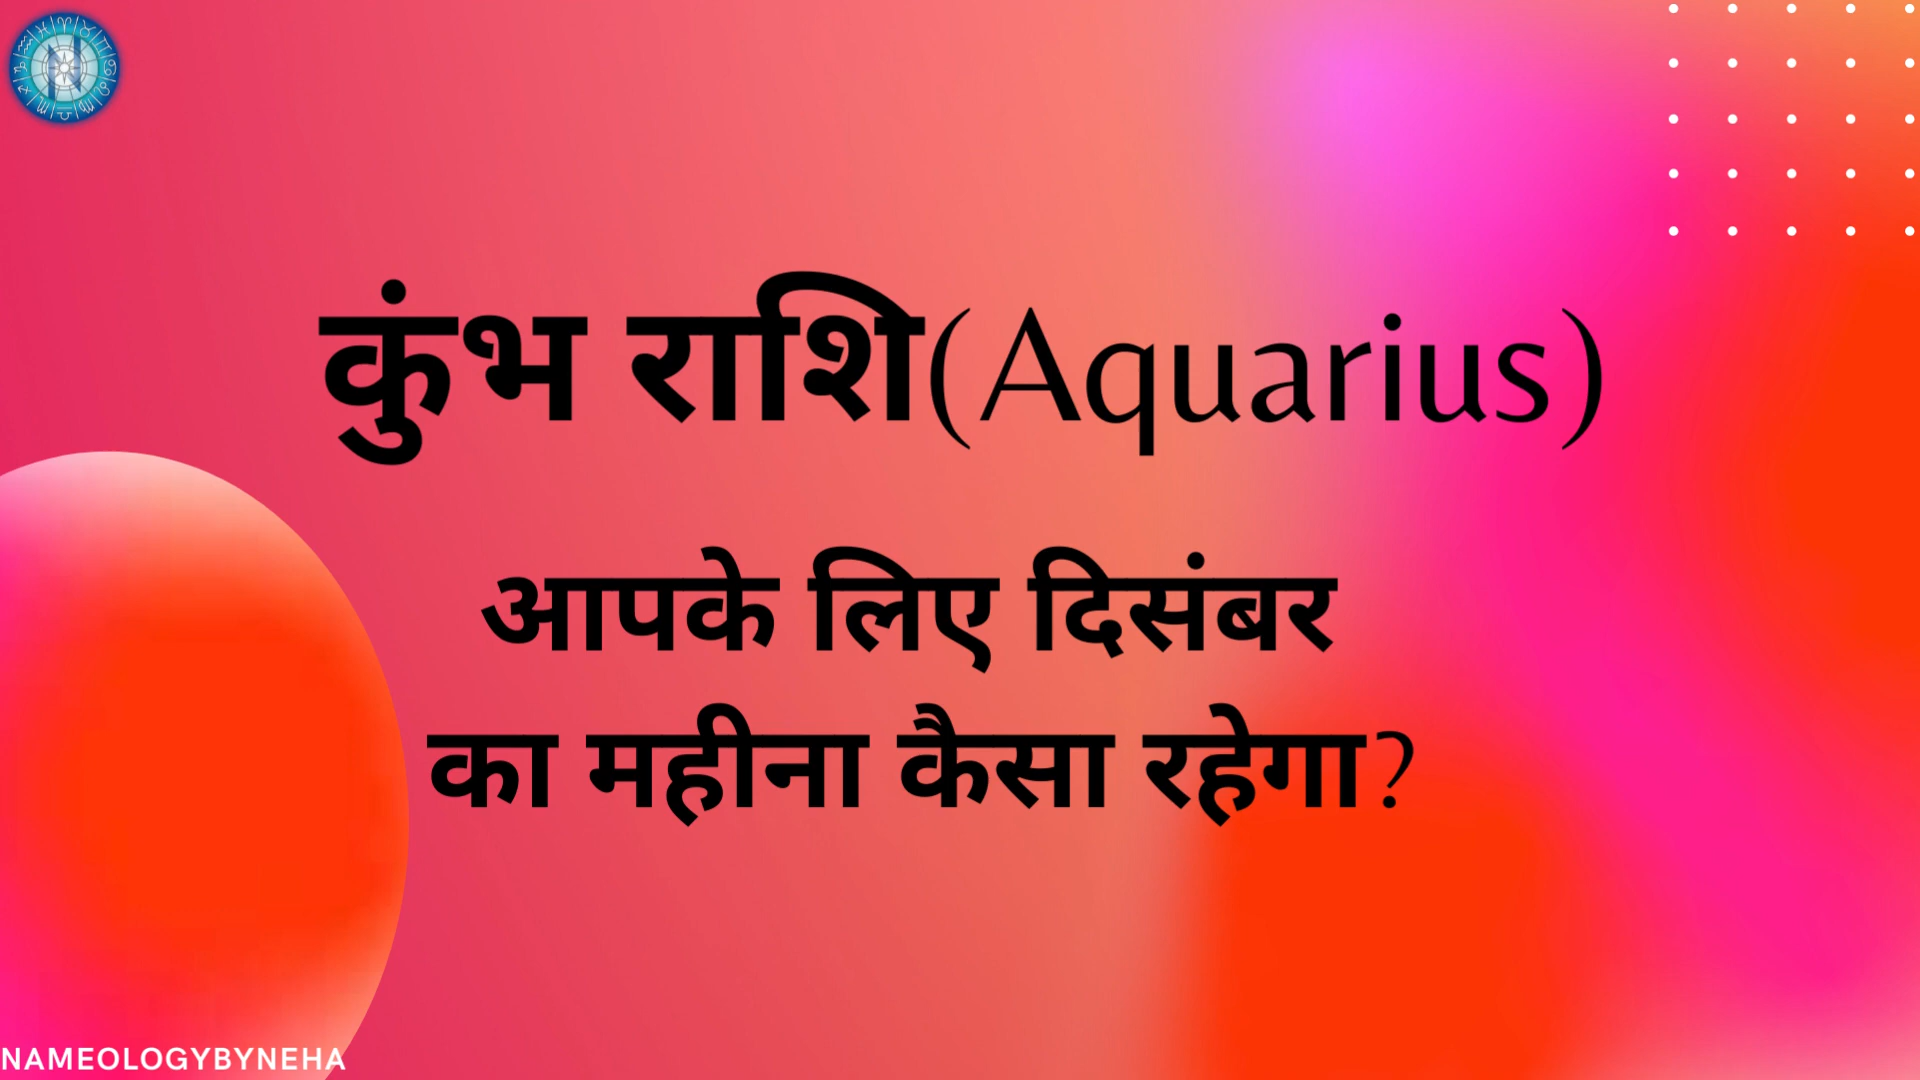 कुंभ राशि(Aquarius)
आपके लिए दिसंबर
का महीना कैसा रहेगा?
NAMEOLOGYBYNEHA